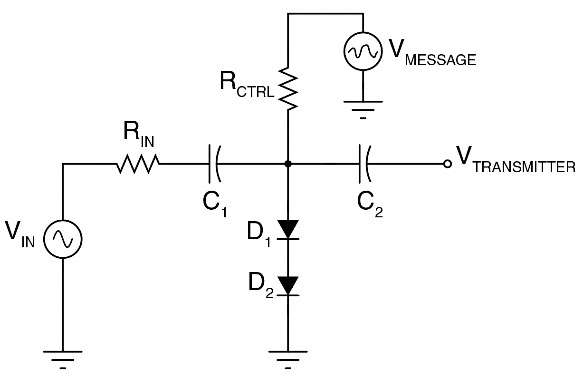 V_MESSAGE
R_CTRL
R_IN
C_1
C_2
V_TRANSMITTER
V_IN
D_1
D_2